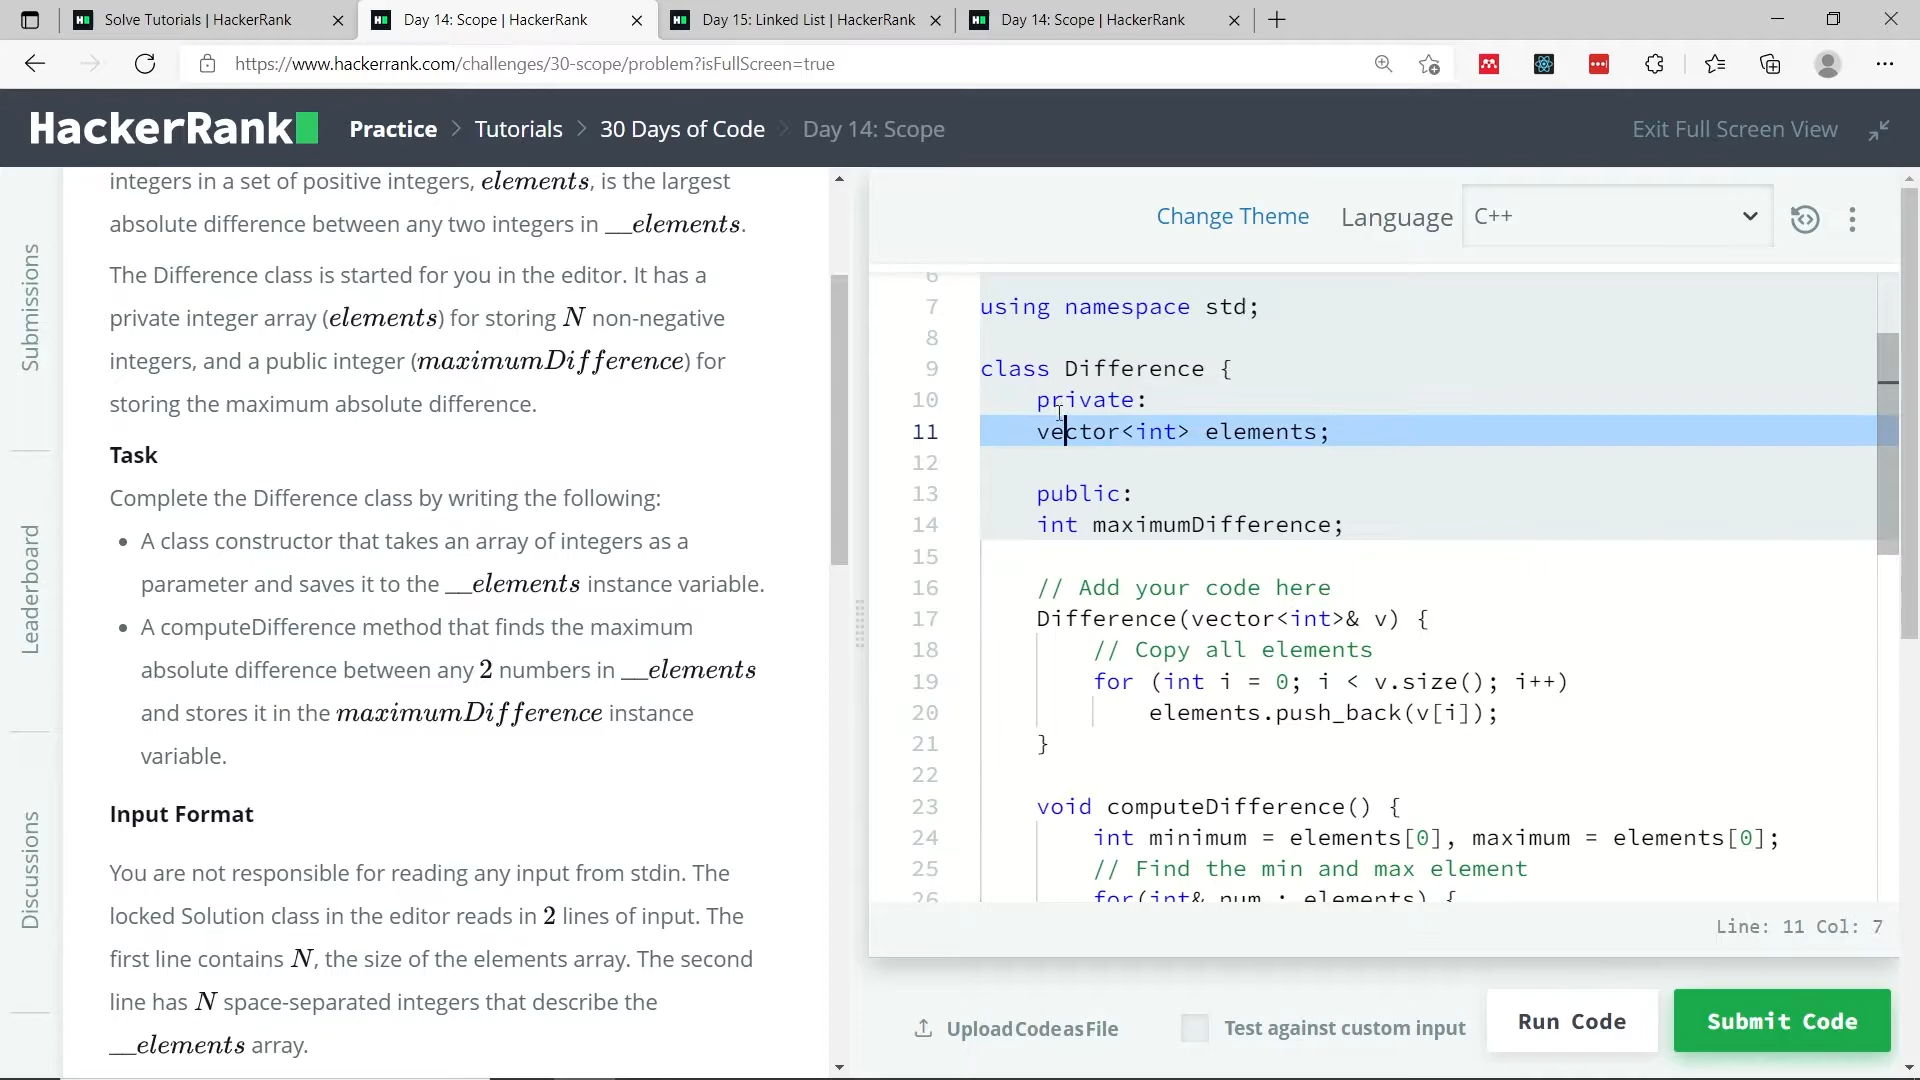 Solve Tutorials | HackerRank
Day 14: Scope | HackerRank
Day 15: Linked List | HackerRank
Day 14: Scope | HackerRank
https://www.hackerrank.com/challenges/30-scope/problem?isFullScreen=true
HackerRank
Practice > Tutorials > 30 Days of Code > Day 14: Scope
Exit Full Screen View
Submissions
Leaderboard
Discussions
integers in a set of positive integers, elements, is the largest
absolute difference between any two integers in __elements.
The Difference class is started for you in the editor. It has a
private integer array (elements) for storing N non-negative
integers, and a public integer (maximumDifference) for
storing the maximum absolute difference.
Task
Complete the Difference class by writing the following:
• A class constructor that takes an array of integers as a
parameter and saves it to the __elements instance variable.
• A computeDifference method that finds the maximum
absolute difference between any 2 numbers in __elements
and stores it in the maximumDifference instance
variable.
Input Format
You are not responsible for reading any input from stdin. The
locked Solution class in the editor reads in 2 lines of input. The
first line contains N, the size of the elements array. The second
line has N space-separated integers that describe the
__elements array.
Change Theme
Language
C++
6
7 using namespace std;
8
9 class Difference {
10 private:
11 vector<int> elements;
12
13 public:
14 int maximumDifference;
15
16 // Add your code here
17 Difference(vector<int>& v) {
18 // Copy all elements
19 for (int i = 0; i < v.size(); i++)
20 elements.push_back(v[i]);
21 }
22
23 void computeDifference() {
24 int minimum = elements[0], maximum = elements[0];
25 // Find the min and max element
26 for(int& num : elements) {
Line: 11 Col: 7
Upload Code as File
Test against custom input
Run Code
Submit Code